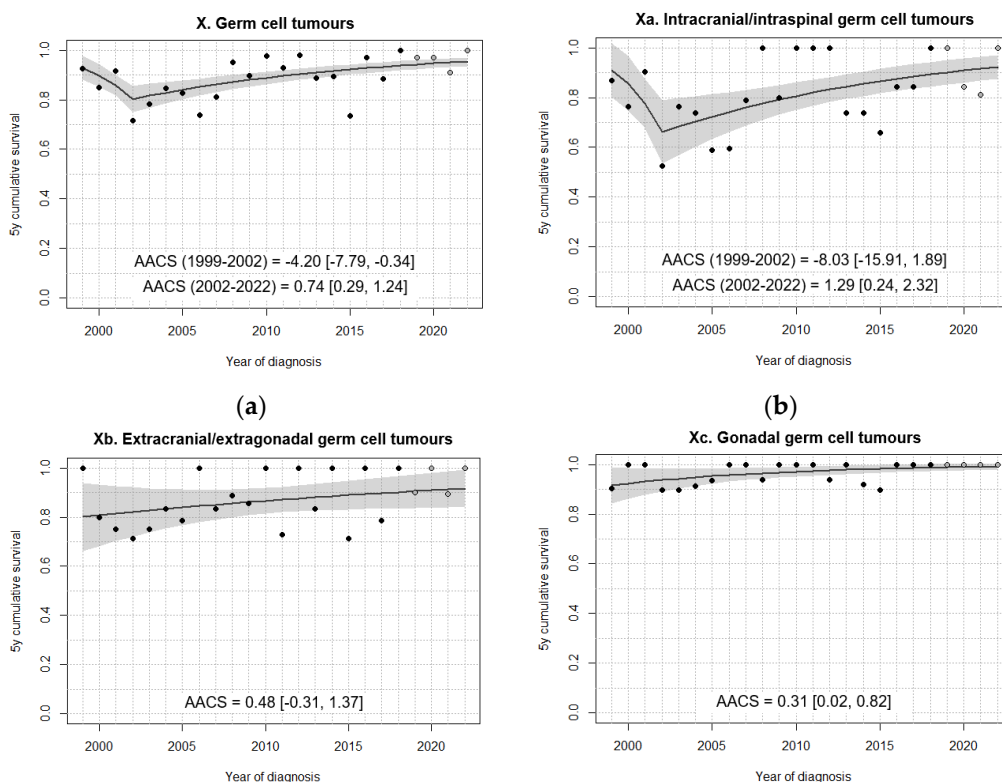 X. Germ cell tumours
5y cumulative survival
1.0
0.8
0.6
0.4
0.2
0.0
AACS (1999-2002) = -4.20 [-7.79, -0.34]
AACS (2002-2022) = 0.74 [0.29, 1.24]
2000 2005 2010 2015 2020
Year of diagnosis
(a)
Xa. Intracranial/intraspinal germ cell tumours
5y cumulative survival
1.0
0.8
0.6
0.4
0.2
0.0
AACS (1999-2002) = -8.03 [-15.91, 1.89]
AACS (2002-2022) = 1.29 [0.24, 2.32]
2000 2005 2010 2015 2020
Year of diagnosis
(b)
Xb. Extracranial/extragonadal germ cell tumours
5y cumulative survival
1.0
0.8
0.6
0.4
0.2
0.0
AACS = 0.48 [-0.31, 1.37]
2000 2005 2010 2015 2020
Year of diagnosis
Xc. Gonadal germ cell tumours
5y cumulative survival
1.0
0.8
0.6
0.4
0.2
0.0
AACS = 0.31 [0.02, 0.82]
2000 2005 2010 2015 2020
Year of diagnosis